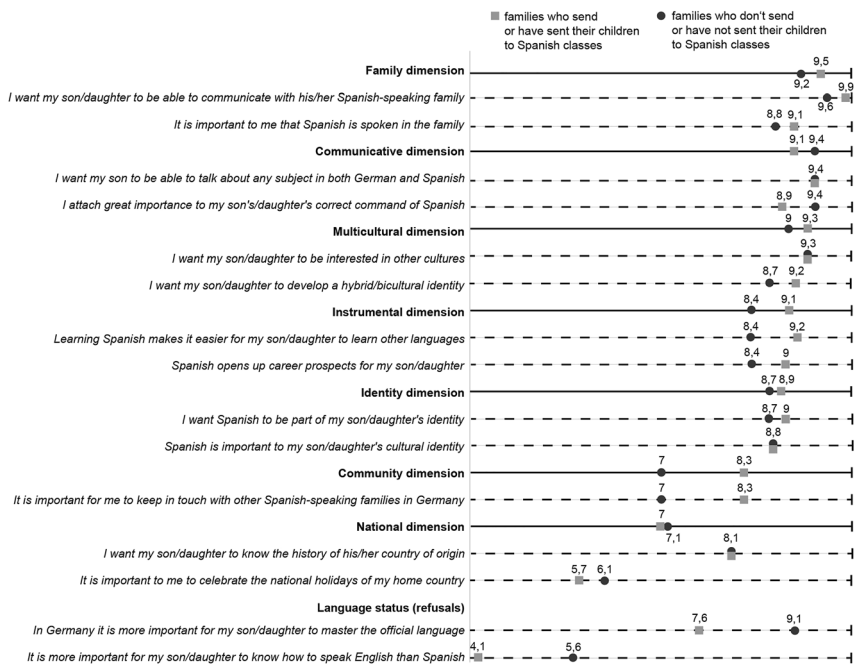 families who send
or have sent their children
to Spanish classes
families who don't send
or have not sent their children
to Spanish classes
Family dimension
9,5
9,2
I want my son/daughter to be able to communicate with his/her Spanish-speaking family
9,9
9,6
It is important to me that Spanish is spoken in the family
8,8 9,1
Communicative dimension
9,1 9,4
I want my son to be able to talk about any subject in both German and Spanish
9,4
I attach great importance to my son's/daughter's correct command of Spanish
8,9 9,4
Multicultural dimension
9 9,3
I want my son/daughter to be interested in other cultures
9,3
I want my son/daughter to develop a hybrid/bicultural identity
8,7 9,2
Instrumental dimension
8,4 9,1
Learning Spanish makes it easier for my son/daughter to learn other languages
8,4 9,2
Spanish opens up career prospects for my son/daughter
8,4 9
Identity dimension
8,7 8,9
I want Spanish to be part of my son/daughter's identity
8,7 9
Spanish is important to my son/daughter's cultural identity
8,8
Community dimension
7 8,3
It is important for me to keep in touch with other Spanish-speaking families in Germany
7 8,3
National dimension
7
7,1
I want my son/daughter to know the history of his/her country of origin
8,1
It is important to me to celebrate the national holidays of my home country
5,7 6,1
Language status (refusals)
In Germany it is more important for my son/daughter to master the official language
7,6 9,1
It is more important for my son/daughter to know how to speak English than Spanish
4,1 5,6